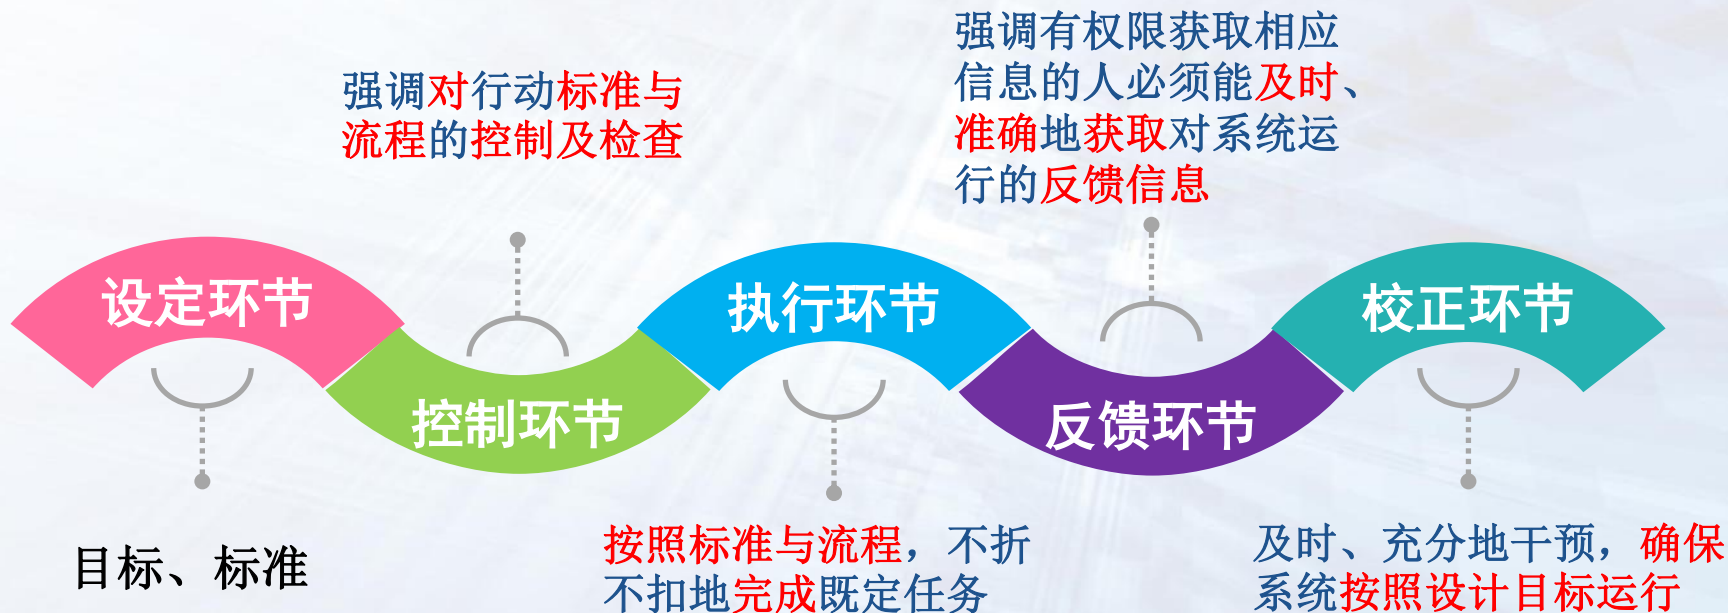 强调对行动标准与
流程的控制及检查
强调有权限获取相应
信息的人必须能及时、
准确地获取对系统运
行的反馈信息
设定环节
控制环节
执行环节
反馈环节
校正环节
目标、标准
按照标准与流程，不折
不扣地完成既定任务
及时、充分地干预，确保
系统按照设计目标运行